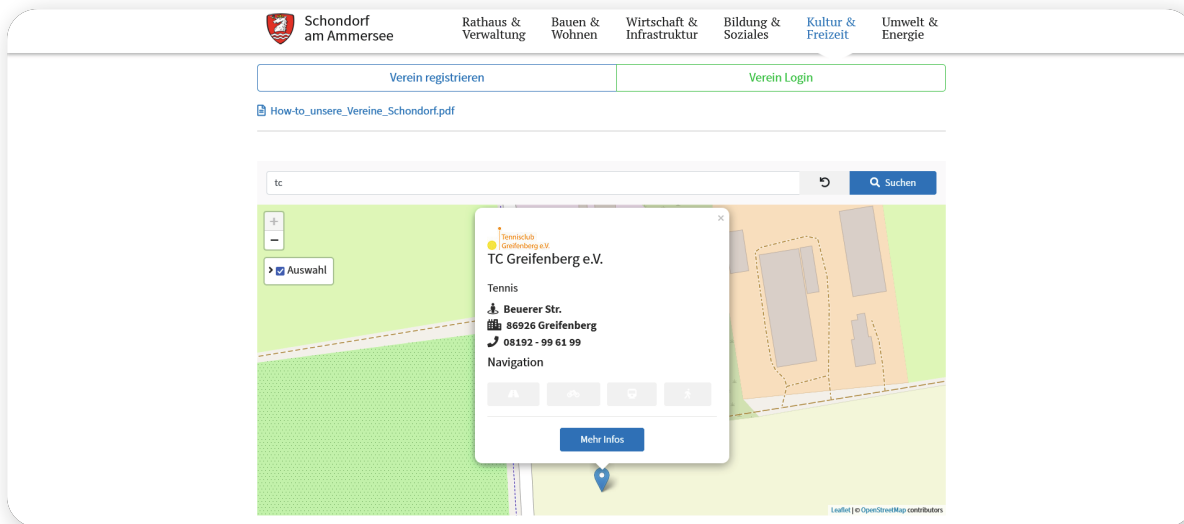 Schondorf
am Ammersee
Rathaus &
Verwaltung
Bauen &
Wohnen
Wirtschaft &
Infrastruktur
Bildung &
Soziales
Kultur &
Freizeit
Umwelt &
Energie
Verein registrieren
Verein Login
How-to_unsere_Vereine_Schondorf.pdf
tc
Suchen
+
−
Auswahl
×
Tennisclub
Greifenberg e.V.
TC Greifenberg e.V.
Tennis
Beuerer Str.
86926 Greifenberg
08192 - 99 61 99
Navigation
Mehr Infos
Leaflet | © OpenStreetMap contributors